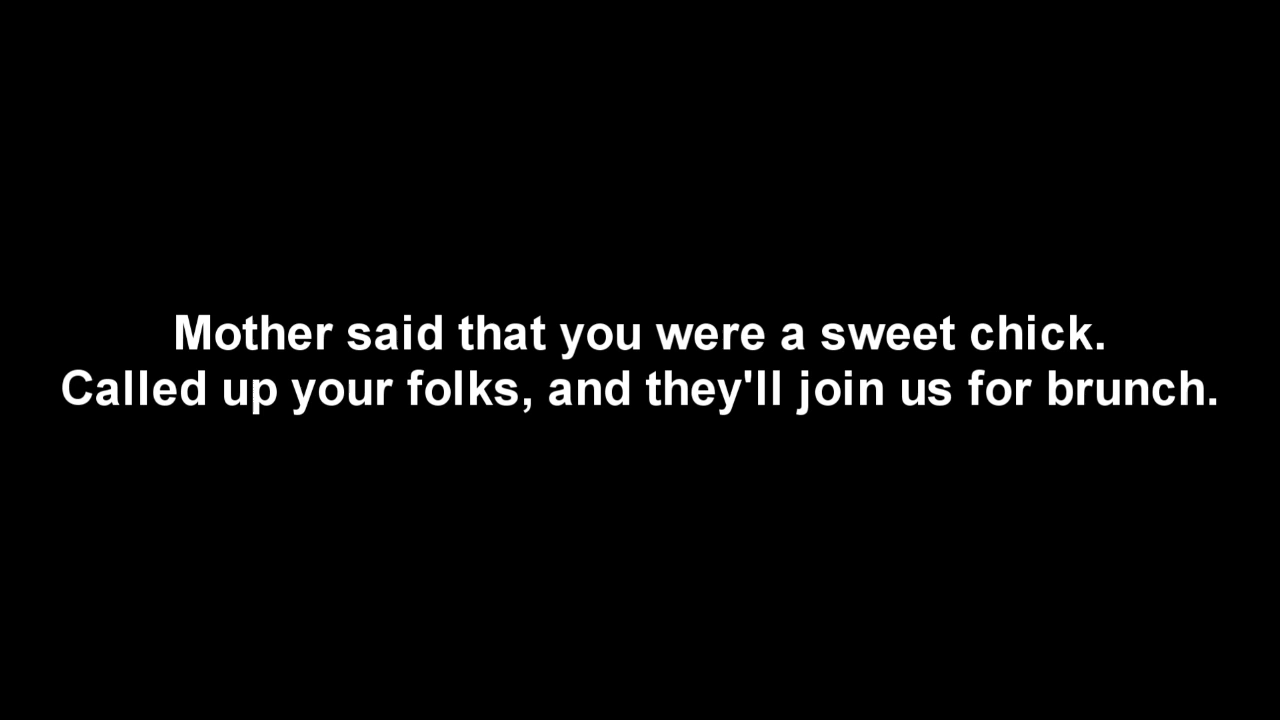 Mother said that you were a sweet chick.
Called up your folks, and they'll join us for brunch.